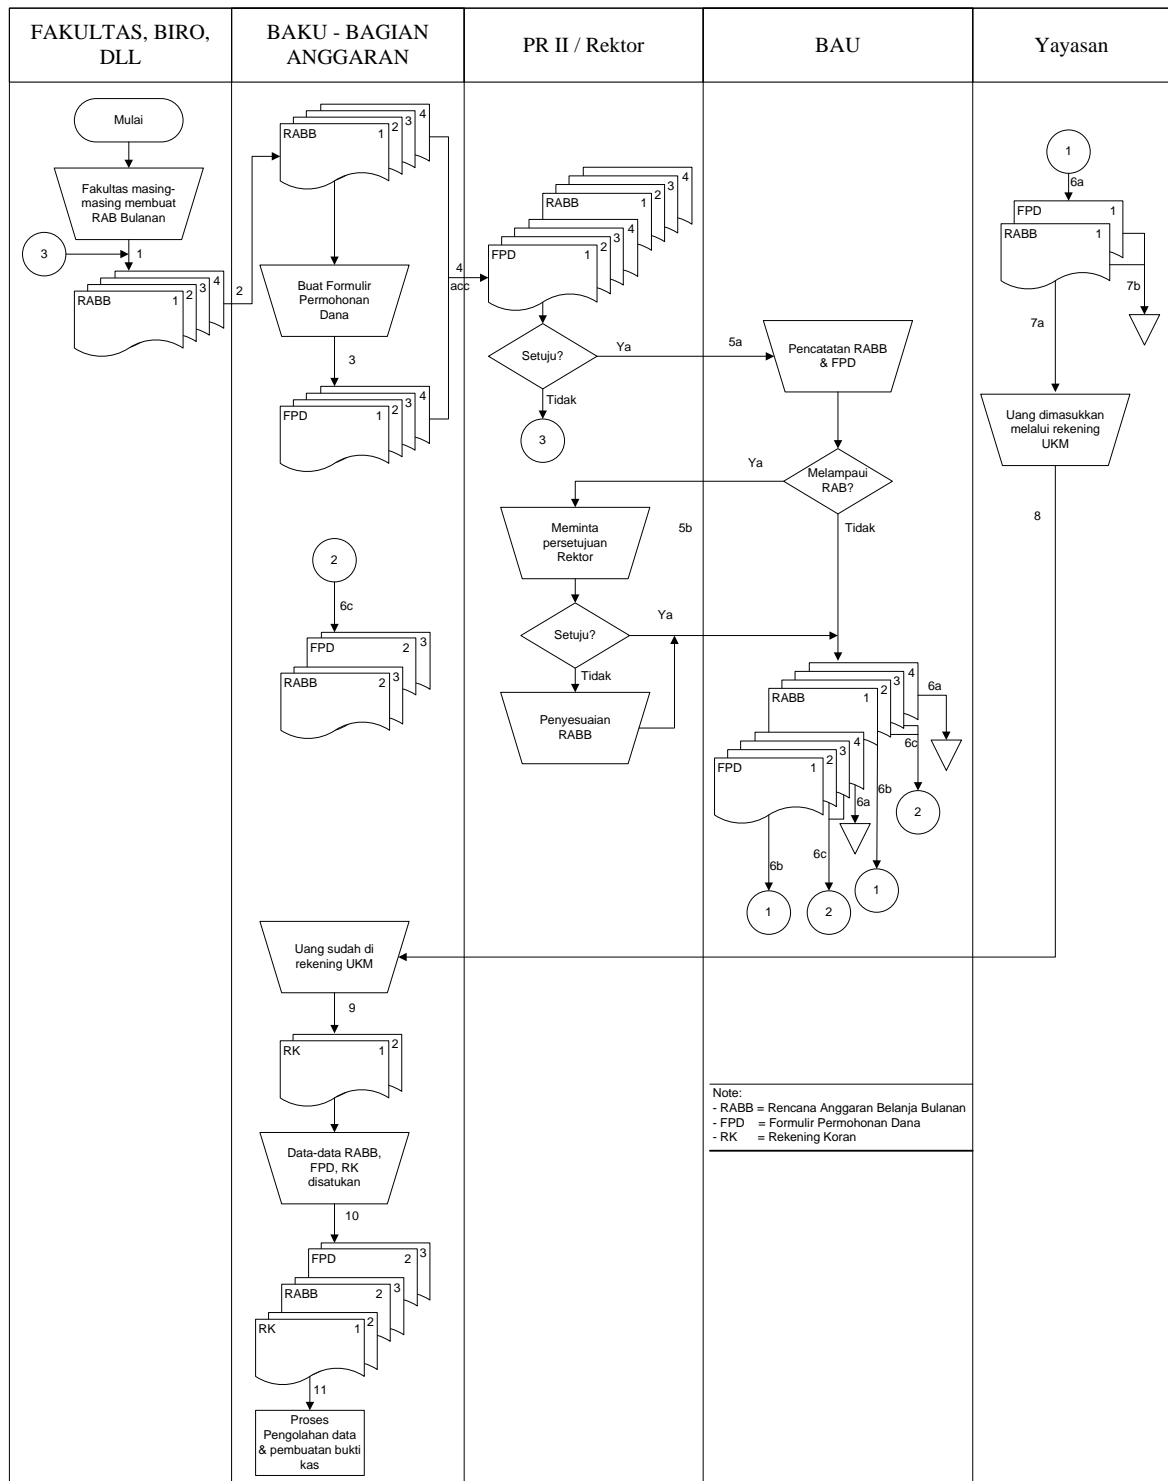 FAKULTAS, BIRO,
DLL
BAKU - BAGIAN
ANGGARAN
PR II / Rektor
BAU
Yayasan
Mulai
Fakultas masing-
masing membuat
RAB Bulanan
3
1
RABB 1 2 3 4
2
RABB 1 2 3 4
Buat Formulir
Permohonan
Dana
3
FPD 1 2 3 4
4
acc
RABB 1 2 3 4
FPD 1 2 3 4
Setuju?
Ya
Tidak
3
5a
Pencatatan RABB
& FPD
Melampaui
RAB?
Ya
Tidak
Meminta
persetujuan
Rektor
5b
Setuju?
Ya
Tidak
Penyesuaian
RABB
RABB 1 2 3 4
FPD 1 2 3 4
6a
6c
2
6b
6a
6c
6b
1
2
1
1
6a
FPD 1
RABB 1
7b
7a
Uang dimasukkan
melalui rekening
UKM
8
2
6c
FPD 2 3
RABB 2 3
Uang sudah di
rekening UKM
9
RK 1 2
Data-data RABB,
FPD, RK
disatukan
10
FPD 2 3
RABB 2 3
RK 1 2
11
Proses
Pengolahan data
& pembuatan bukti
kas
Note:
- RABB = Rencana Anggaran Belanja Bulanan
- FPD = Formulir Permohonan Dana
- RK = Rekening Koran